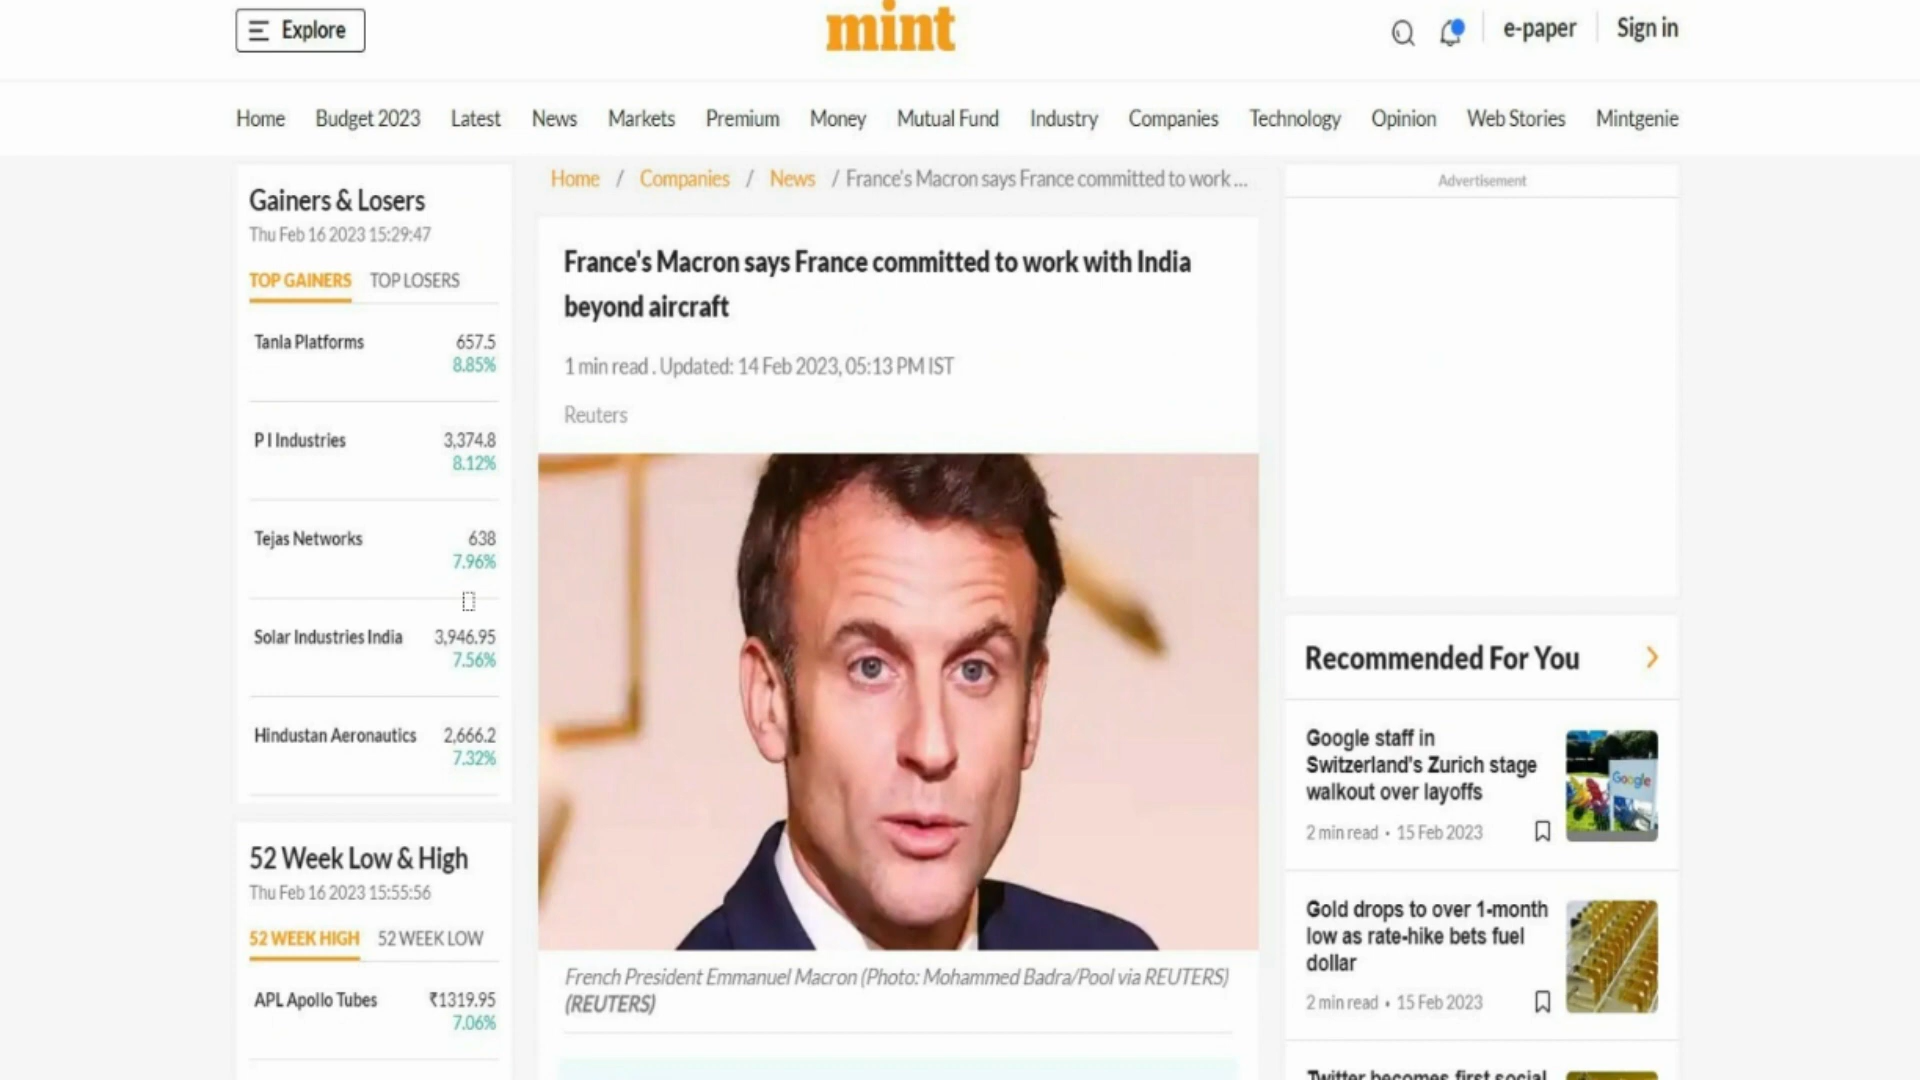 Explore
mint
e-paper
Sign in
Home Budget 2023 Latest News Markets Premium Money Mutual Fund Industry Companies Technology Opinion Web Stories Mintgenie
Gainers & Losers
Thu Feb 16 2023 15:29:47
TOP GAINERS TOP LOSERS
Tanla Platforms 657.5
8.85%
P I Industries 3,374.8
8.12%
Tejas Networks 638
7.96%
Solar Industries India 3,946.95
7.56%
Hindustan Aeronautics 2,666.2
7.32%
52 Week Low & High
Thu Feb 16 2023 15:55:56
52 WEEK HIGH 52 WEEK LOW
APL Apollo Tubes ₹1319.95
7.06%
Home / Companies / News / France's Macron says France committed to work ...
France's Macron says France committed to work with India
beyond aircraft
1 min read . Updated: 14 Feb 2023, 05:13 PM IST
Reuters
French President Emmanuel Macron (Photo: Mohammed Badra/Pool via REUTERS)
(REUTERS)
Advertisement
Recommended For You
Google staff in
Switzerland's Zurich stage
walkout over layoffs
Google
2 min read • 15 Feb 2023
Gold drops to over 1-month
low as rate-hike bets fuel
dollar
2 min read • 15 Feb 2023
Twitter becomes first social